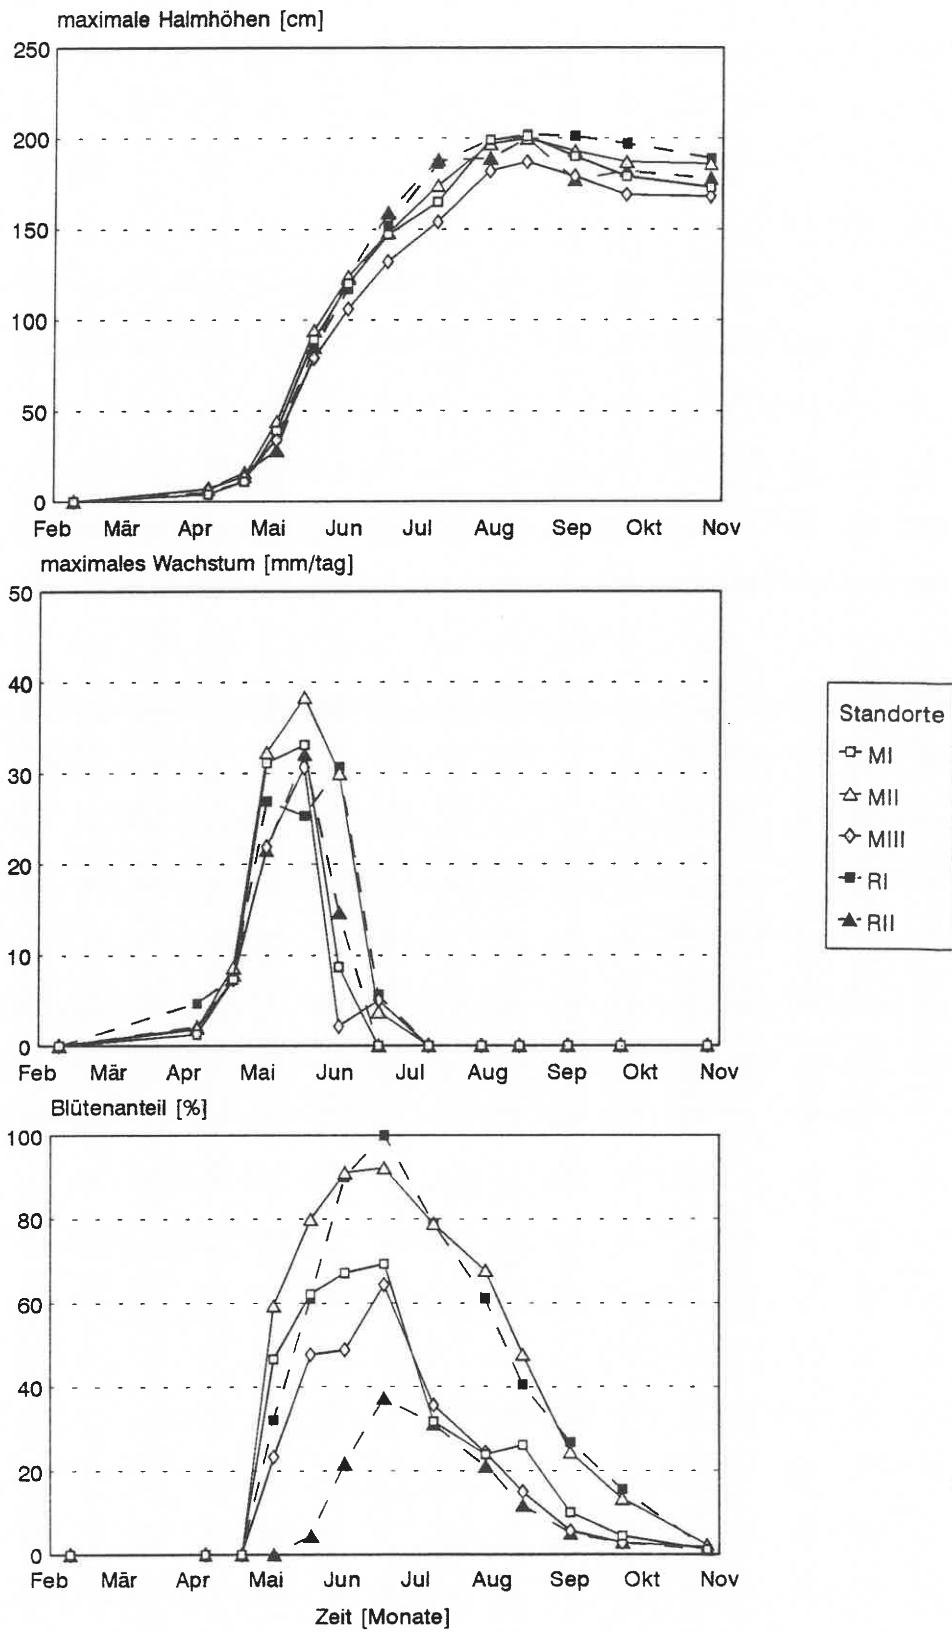 maximale Halmhöhen [cm]
250
200
150
100
50
0
Feb Mär Apr Mai Jun Jul Aug Sep Okt Nov
maximales Wachstum [mm/tag]
50
40
30
20
10
0
Feb Mär Apr Mai Jun Jul Aug Sep Okt Nov
Standorte
MI
MII
MIII
RI
RII
Blütenanteil [%]
100
80
60
40
20
0
Feb Mär Apr Mai Jun Jul Aug Sep Okt Nov
Zeit [Monate]